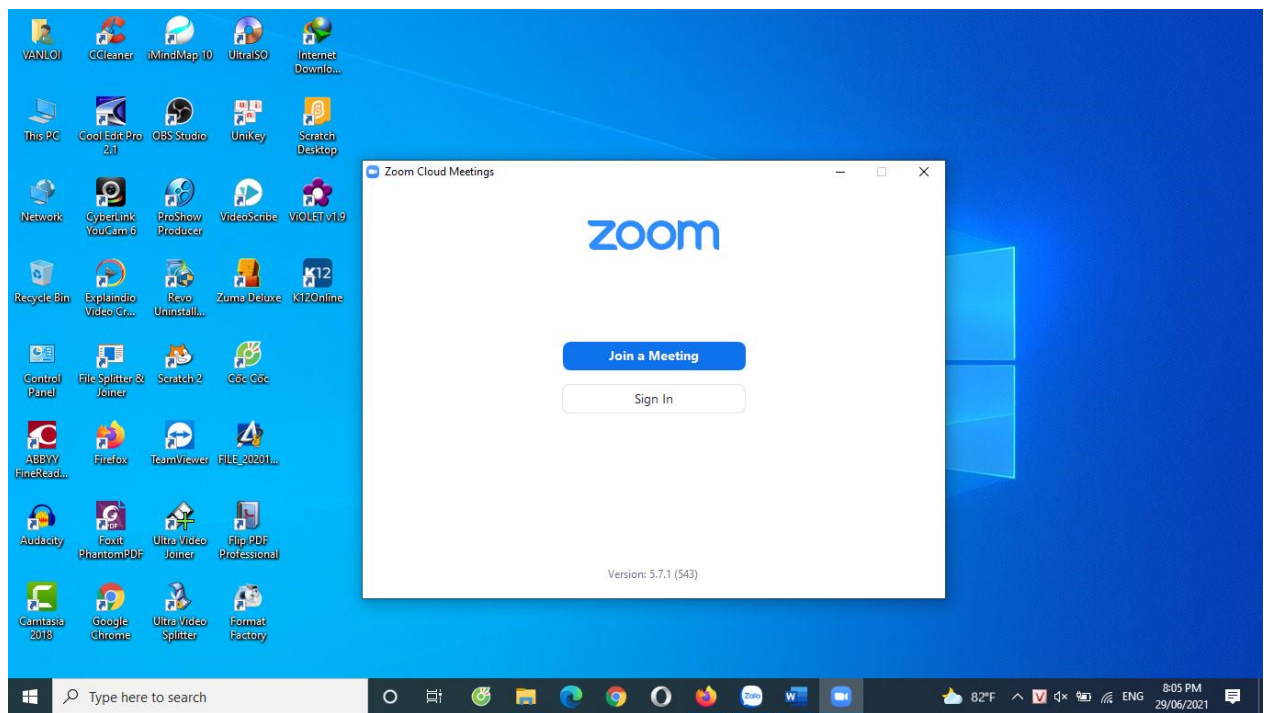 VANLOI
CCleaner
iMindMap 10
UltraISO
Internet
Downlo...
This PC
Cool Edit Pro
2.1
OBS Studio
UniKey
Scratch
Desktop
Network
CyberLink
YouCam 6
ProShow
Producer
VideoScribe
ViOLET v1.9
Recycle Bin
Explaindio
Video Cr...
Revo
Uninstall...
Zuma Deluxe
K12
K12Online
Control
Panel
File Splitter &
Joiner
Scratch 2
Cốc Cốc
ABBYY
FineRead...
Firefox
TeamViewer
FILE_20201...
Audacity
Foxit
PhantomPDF
Ultra Video
Joiner
Flip PDF
Professional
Camtasia
2018
Google
Chrome
Ultra Video
Splitter
Format
Factory
Zoom Cloud Meetings
zoom
Join a Meeting
Sign In
Version: 5.7.1 (543)
Type here to search
Zalo
W
82°F
V
ENG
8:05 PM
29/06/2021